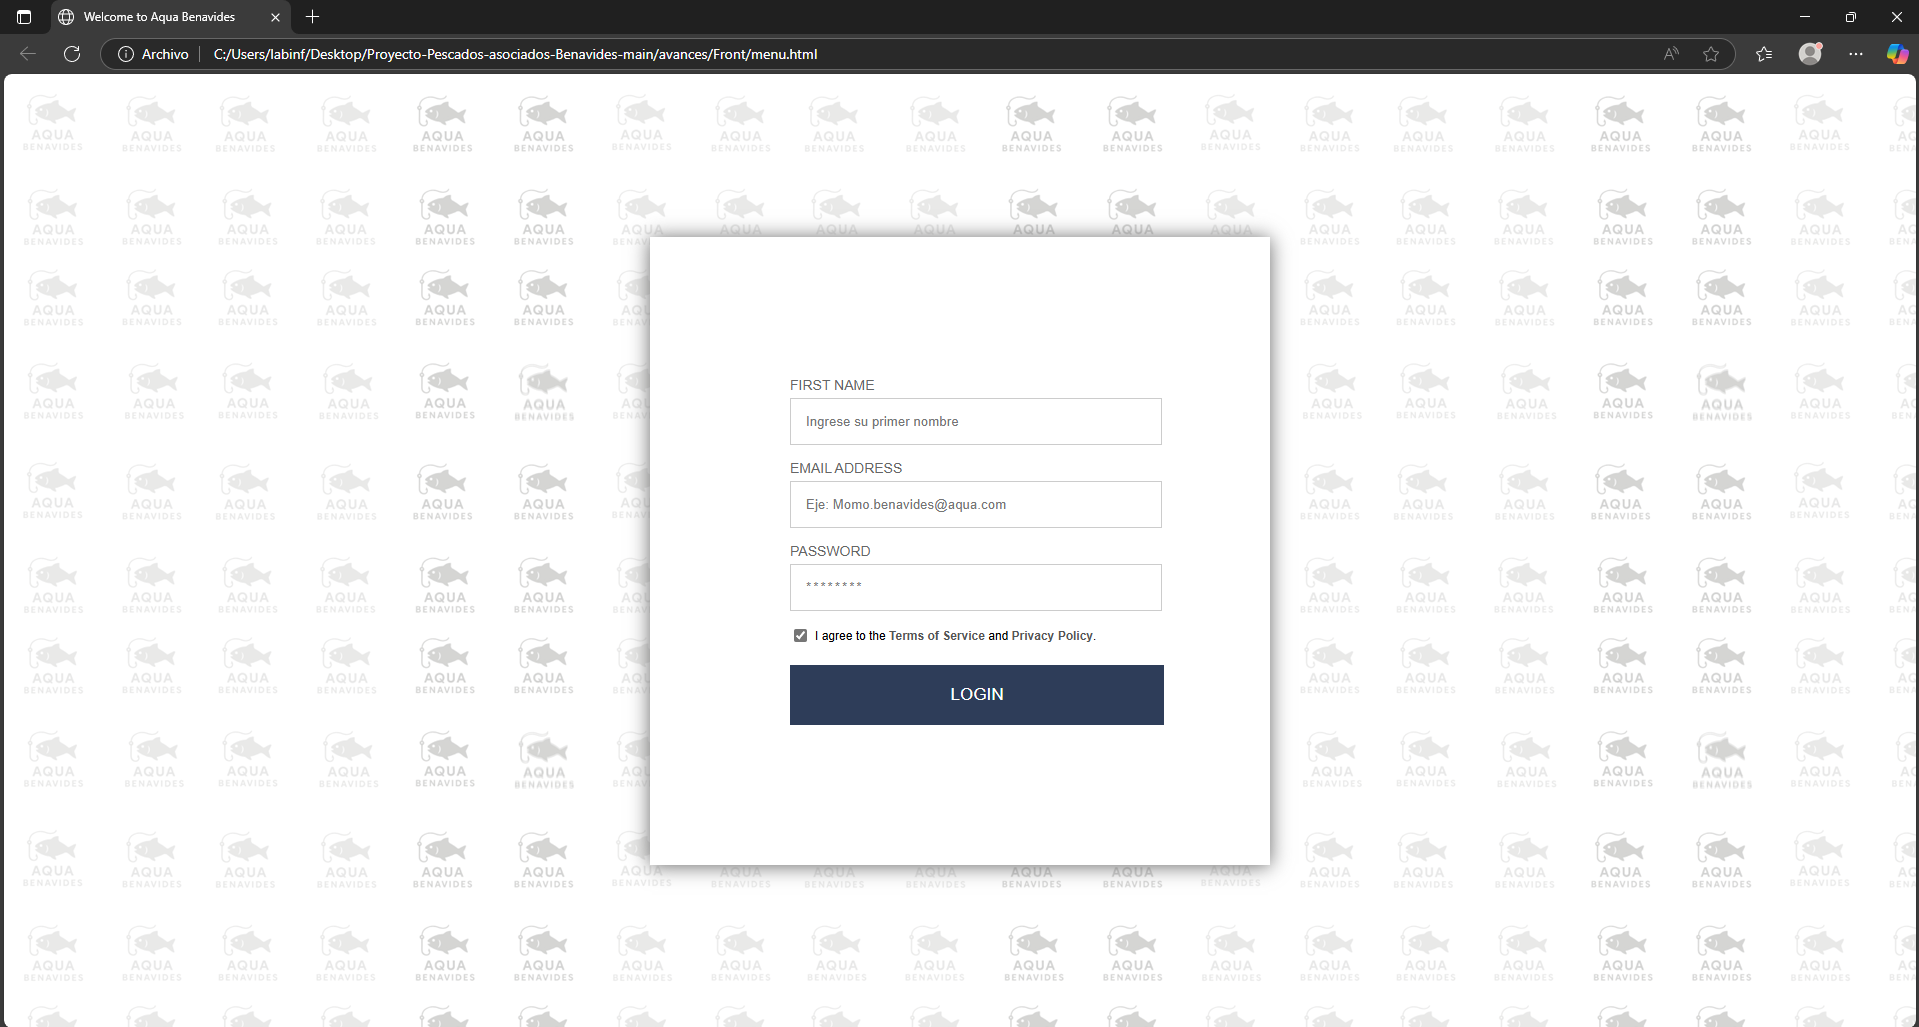 Welcome to Aqua Benavides
Archivo C:/Users/labinf/Desktop/Proyecto-Pescados-asociados-Benavides-main/avances/Front/menu.html
AQUA
BENAVIDES
FIRST NAME
Ingrese su primer nombre
EMAIL ADDRESS
Eje: Momo.benavides@aqua.com
PASSWORD
********
I agree to the Terms of Service and Privacy Policy.
LOGIN